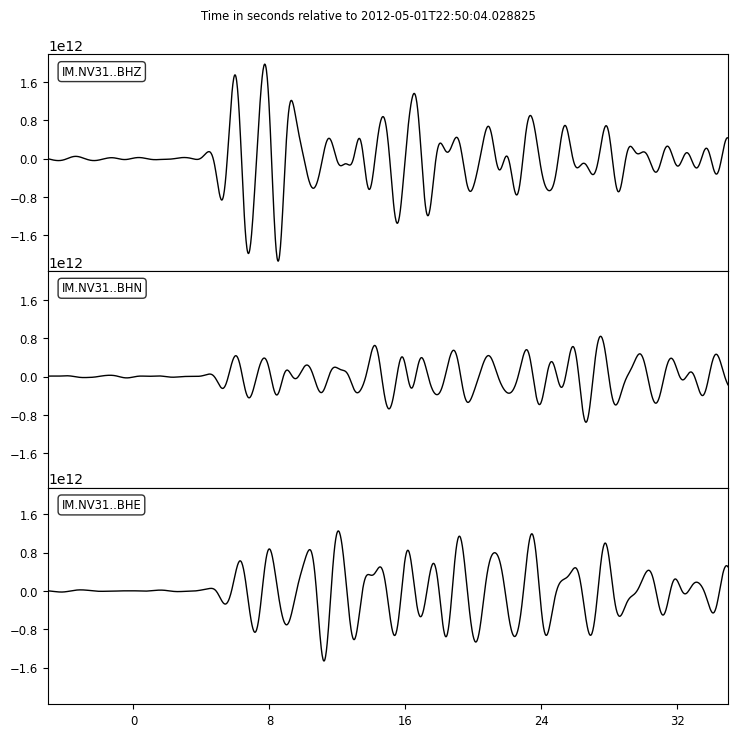 Time in seconds relative to 2012-05-01T22:50:04.028825
1e12
IM.NV31..BHZ
1.6
0.8
0.0
−0.8
−1.6
1e12
IM.NV31..BHN
1.6
0.8
0.0
−0.8
−1.6
1e12
IM.NV31..BHE
1.6
0.8
0.0
−0.8
−1.6
0 8 16 24 32